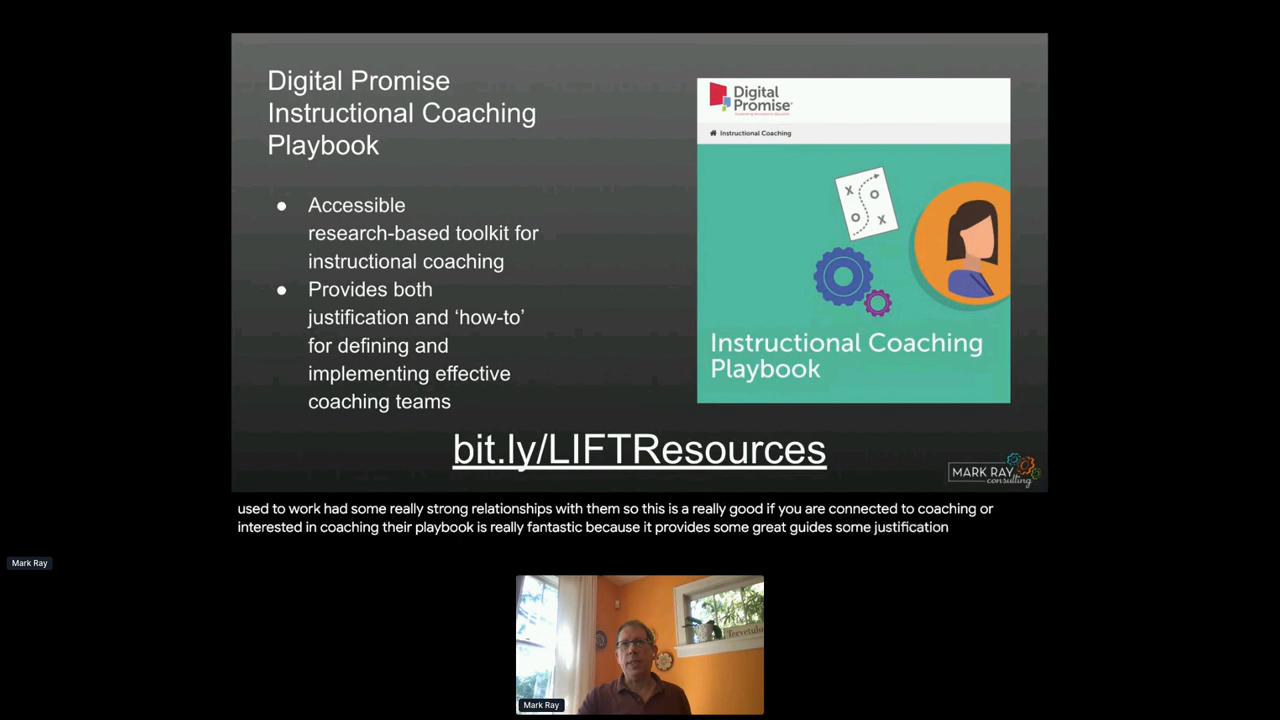 Digital Promise
Instructional Coaching
Playbook
● Accessible
research-based toolkit for
instructional coaching
● Provides both
justification and ‘how-to’
for defining and
implementing effective
coaching teams
Digital
Promise
Instructional Coaching
X
O
O
X
Instructional Coaching
Playbook
bit.ly/LIFTResources
MARK RAY
consulting
used to work had some really strong relationships with them so this is a really good if you are connected to coaching or
interested in coaching their playbook is really fantastic because it provides some great guides some justification
Mark Ray
Tervetuloa
Mark Ray